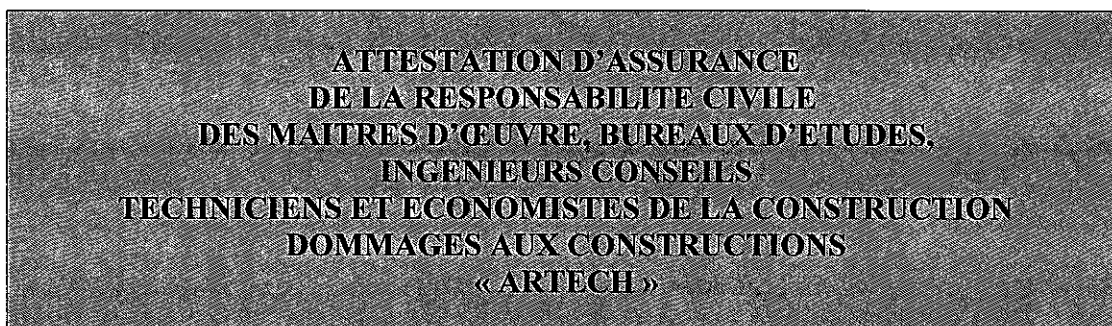 ATTESTATION D'ASSURANCE
DE LA RESPONSABILITE CIVILE
DES MAITRES D'ŒUVRE, BUREAUX D'ETUDES,
INGENIEURS CONSEILS
TECHNICIENS ET ECONOMISTES DE LA CONSTRUCTION
DOMMAGES AUX CONSTRUCTIONS
« ARTECH »